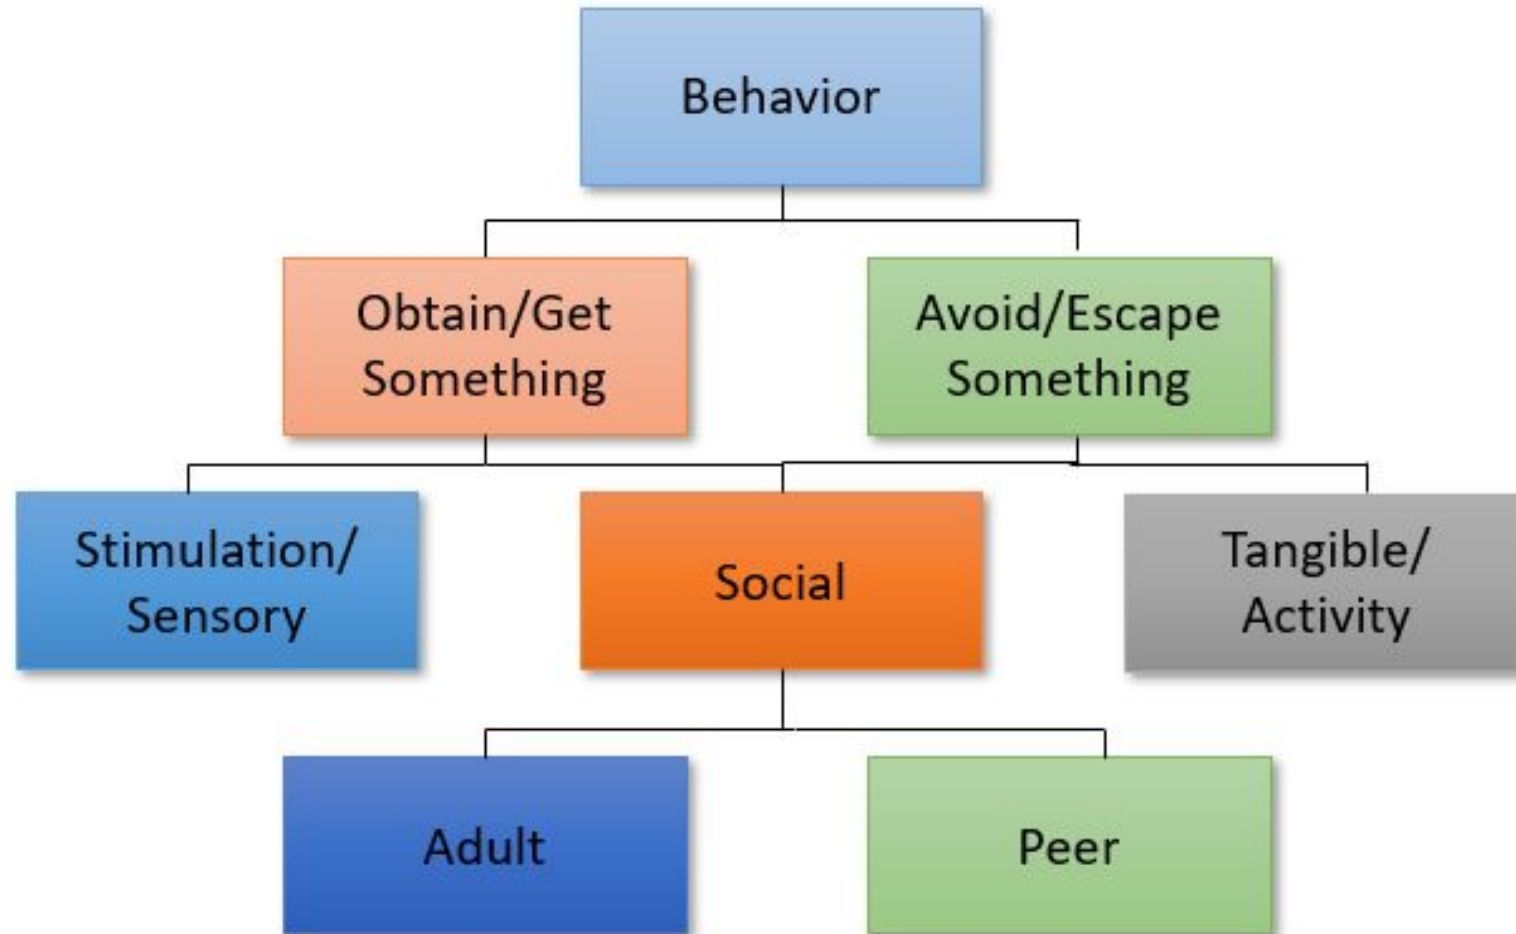 Behavior
Obtain/Get
Something
Avoid/Escape
Something
Stimulation/
Sensory
Social
Tangible/
Activity
Adult
Peer